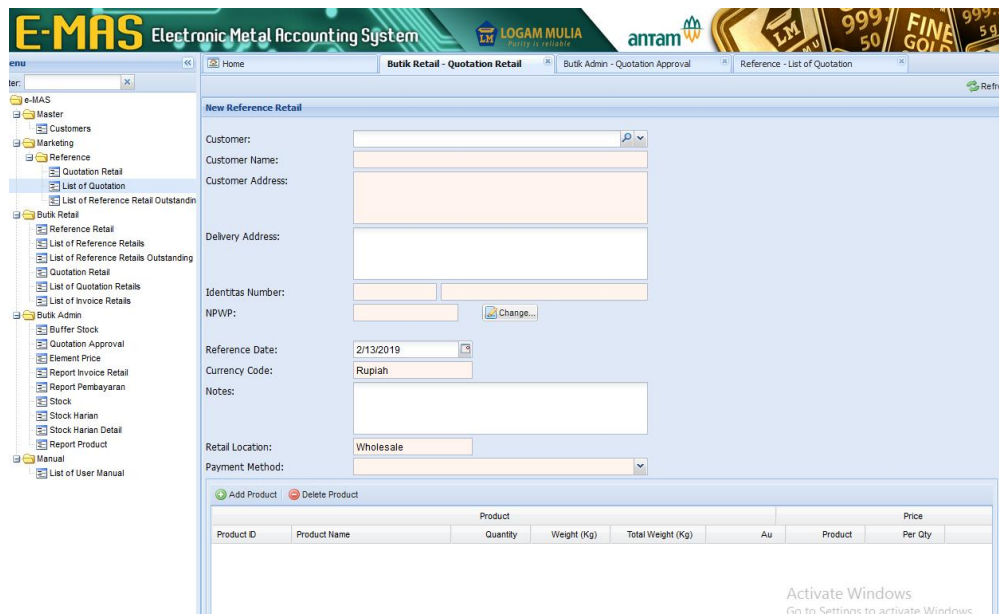 E-MAS Electronic Metal Accounting System
LM LOGAM MULIA
Purity is reliable
antam
LM
999
50
FINE
GOLD
999.
5 g
enu
Home
Butik Retail - Quotation Retail
Butik Admin - Quotation Approval
Reference - List of Quotation
ter:
Refre
e-MAS
Master
Customers
Marketing
Reference
Quotation Retail
List of Quotation
List of Reference Retail Outstandin
Butik Retail
Reference Retail
List of Reference Retails
List of Reference Retails Outstanding
Quotation Retail
List of Quotation Retails
List of Invoice Retails
Butik Admin
Buffer Stock
Quotation Approval
Element Price
Report Invoice Retail
Report Pembayaran
Stock
Stock Harian
Stock Harian Detail
Report Product
Manual
List of User Manual
New Reference Retail
Customer:
Customer Name:
Customer Address:
Delivery Address:
Identitas Number:
NPWP: Change...
Reference Date: 2/13/2019
Currency Code: Rupiah
Notes:
Retail Location: Wholesale
Payment Method:
Add Product Delete Product
Product Price
Product ID Product Name Quantity Weight (Kg) Total Weight (Kg) Au Product Per Qty
Activate Windows
Go to Settings to activate Windows